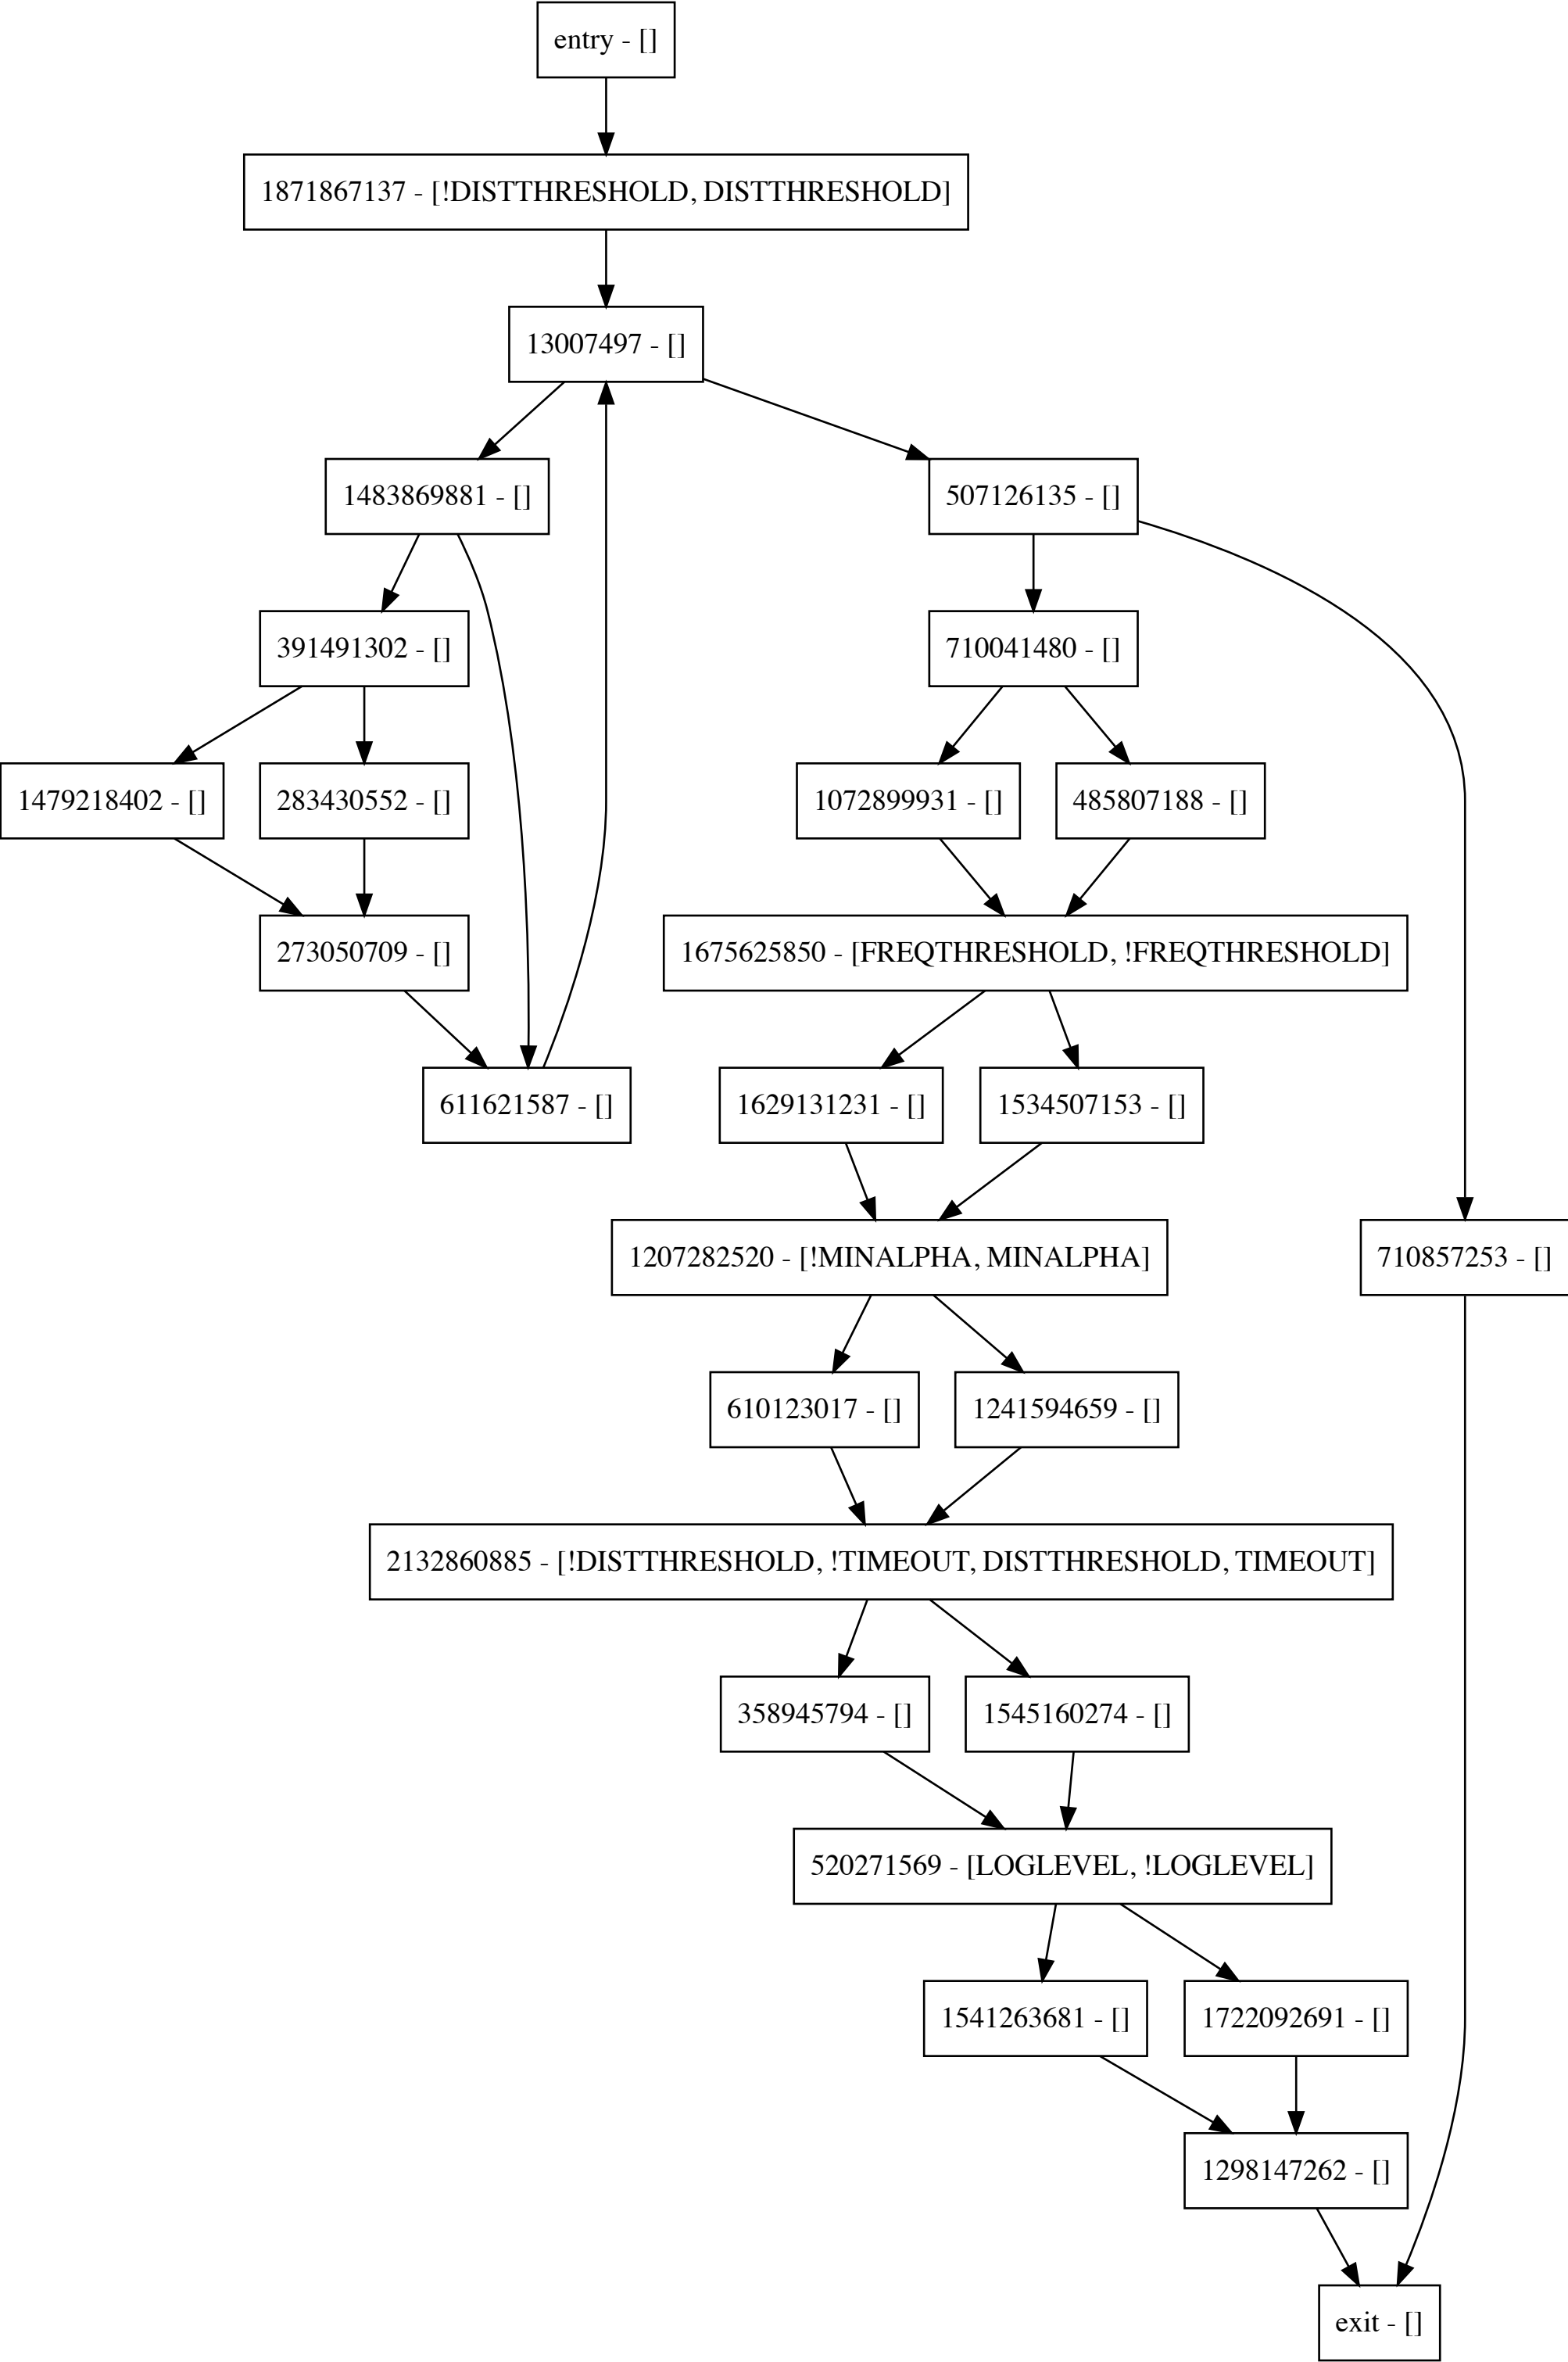 entry - []
1871867137 - [!DISTTHRESHOLD, DISTTHRESHOLD]
13007497 - []
1483869881 - []
507126135 - []
391491302 - []
710041480 - []
1479218402 - []
283430552 - []
1072899931 - []
485807188 - []
273050709 - []
1675625850 - [FREQTHRESHOLD, !FREQTHRESHOLD]
611621587 - []
1629131231 - []
1534507153 - []
1207282520 - [!MINALPHA, MINALPHA]
710857253 - []
610123017 - []
1241594659 - []
2132860885 - [!DISTTHRESHOLD, !TIMEOUT, DISTTHRESHOLD, TIMEOUT]
358945794 - []
1545160274 - []
520271569 - [LOGLEVEL, !LOGLEVEL]
1541263681 - []
1722092691 - []
1298147262 - []
exit - []